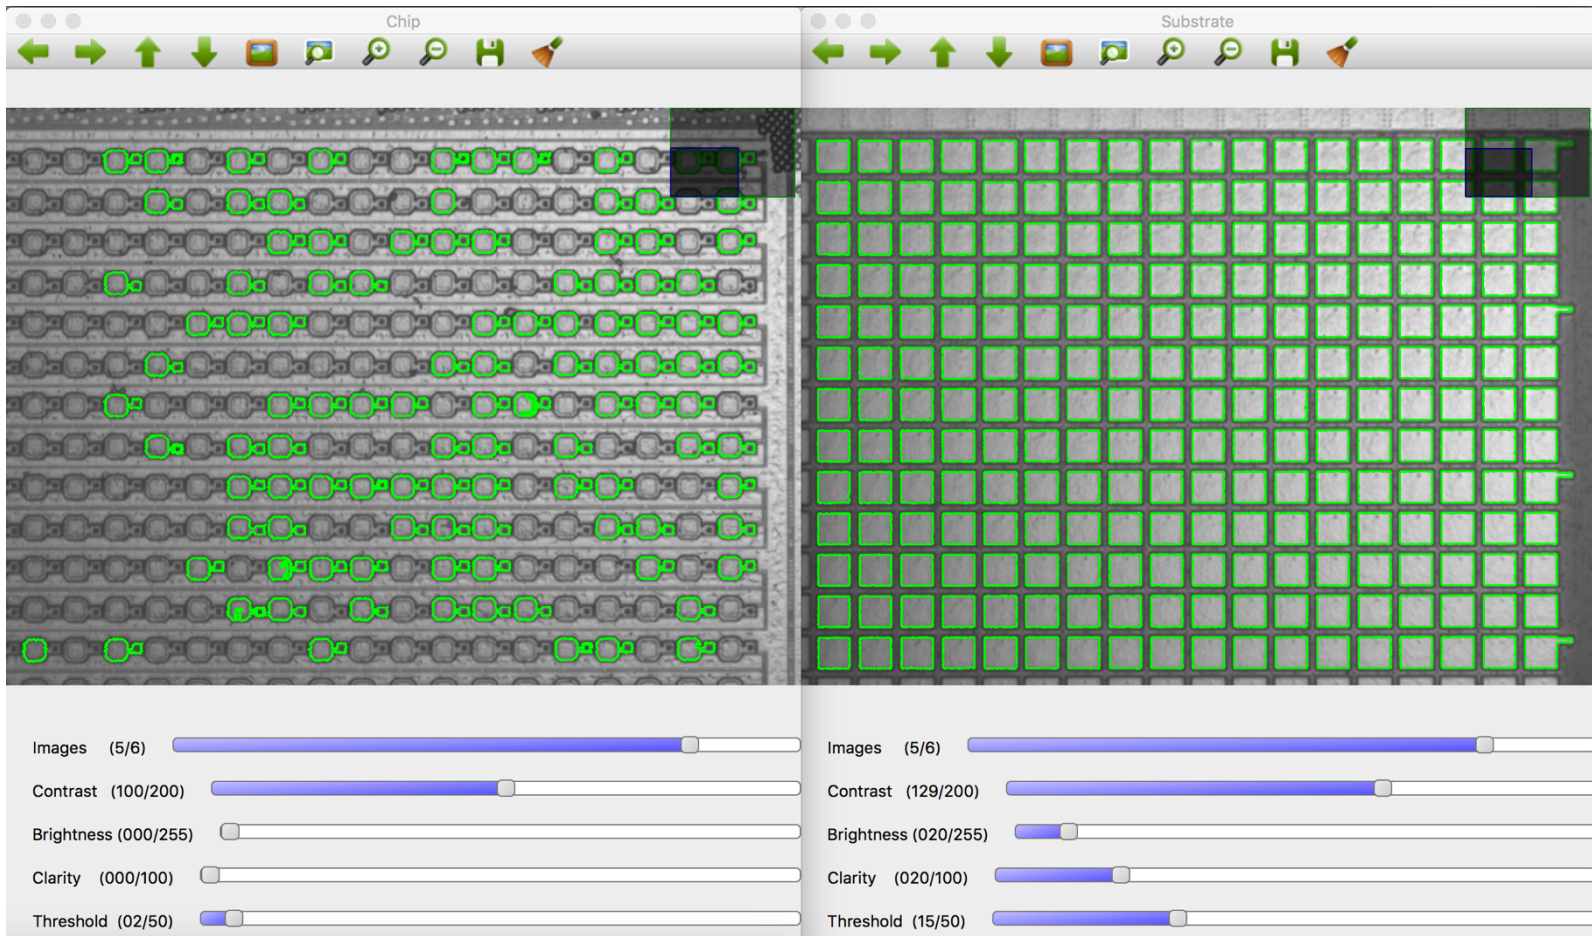 Chip
Images (5/6)
Contrast (100/200)
Brightness (000/255)
Clarity (000/100)
Threshold (02/50)
Substrate
Images (5/6)
Contrast (129/200)
Brightness (020/255)
Clarity (020/100)
Threshold (15/50)